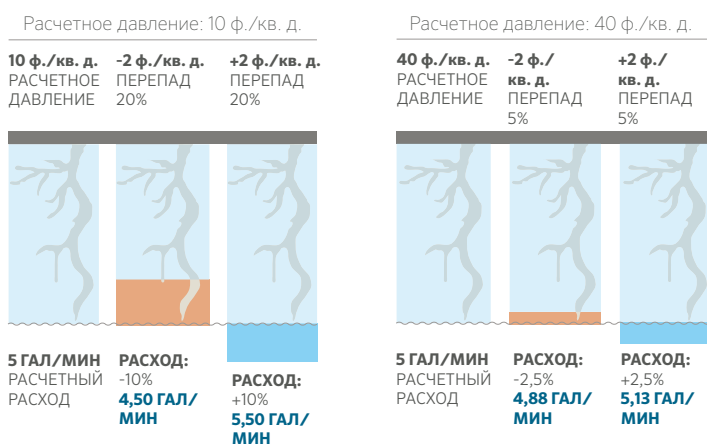 Расчетное давление: 10 ф./кв. д.
10 ф./кв. д.
РАСЧЕТНОЕ
ДАВЛЕНИЕ
-2 ф./кв. д.
ПЕРЕПАД
20%
+2 ф./кв. д.
ПЕРЕПАД
20%
5 ГАЛ/МИН
РАСЧЕТНЫЙ
РАСХОД
РАСХОД:
-10%
4,50 ГАЛ/
МИН
РАСХОД:
+10%
5,50 ГАЛ/
МИН
Расчетное давление: 40 ф./кв. д.
40 ф./кв. д.
РАСЧЕТНОЕ
ДАВЛЕНИЕ
-2 ф./
кв. д.
ПЕРЕПАД
5%
+2 ф./
кв. д.
ПЕРЕПАД
5%
5 ГАЛ/МИН
РАСЧЕТНЫЙ
РАСХОД
РАСХОД:
-2,5%
4,88 ГАЛ/
МИН
РАСХОД:
+2,5%
5,13 ГАЛ/
МИН